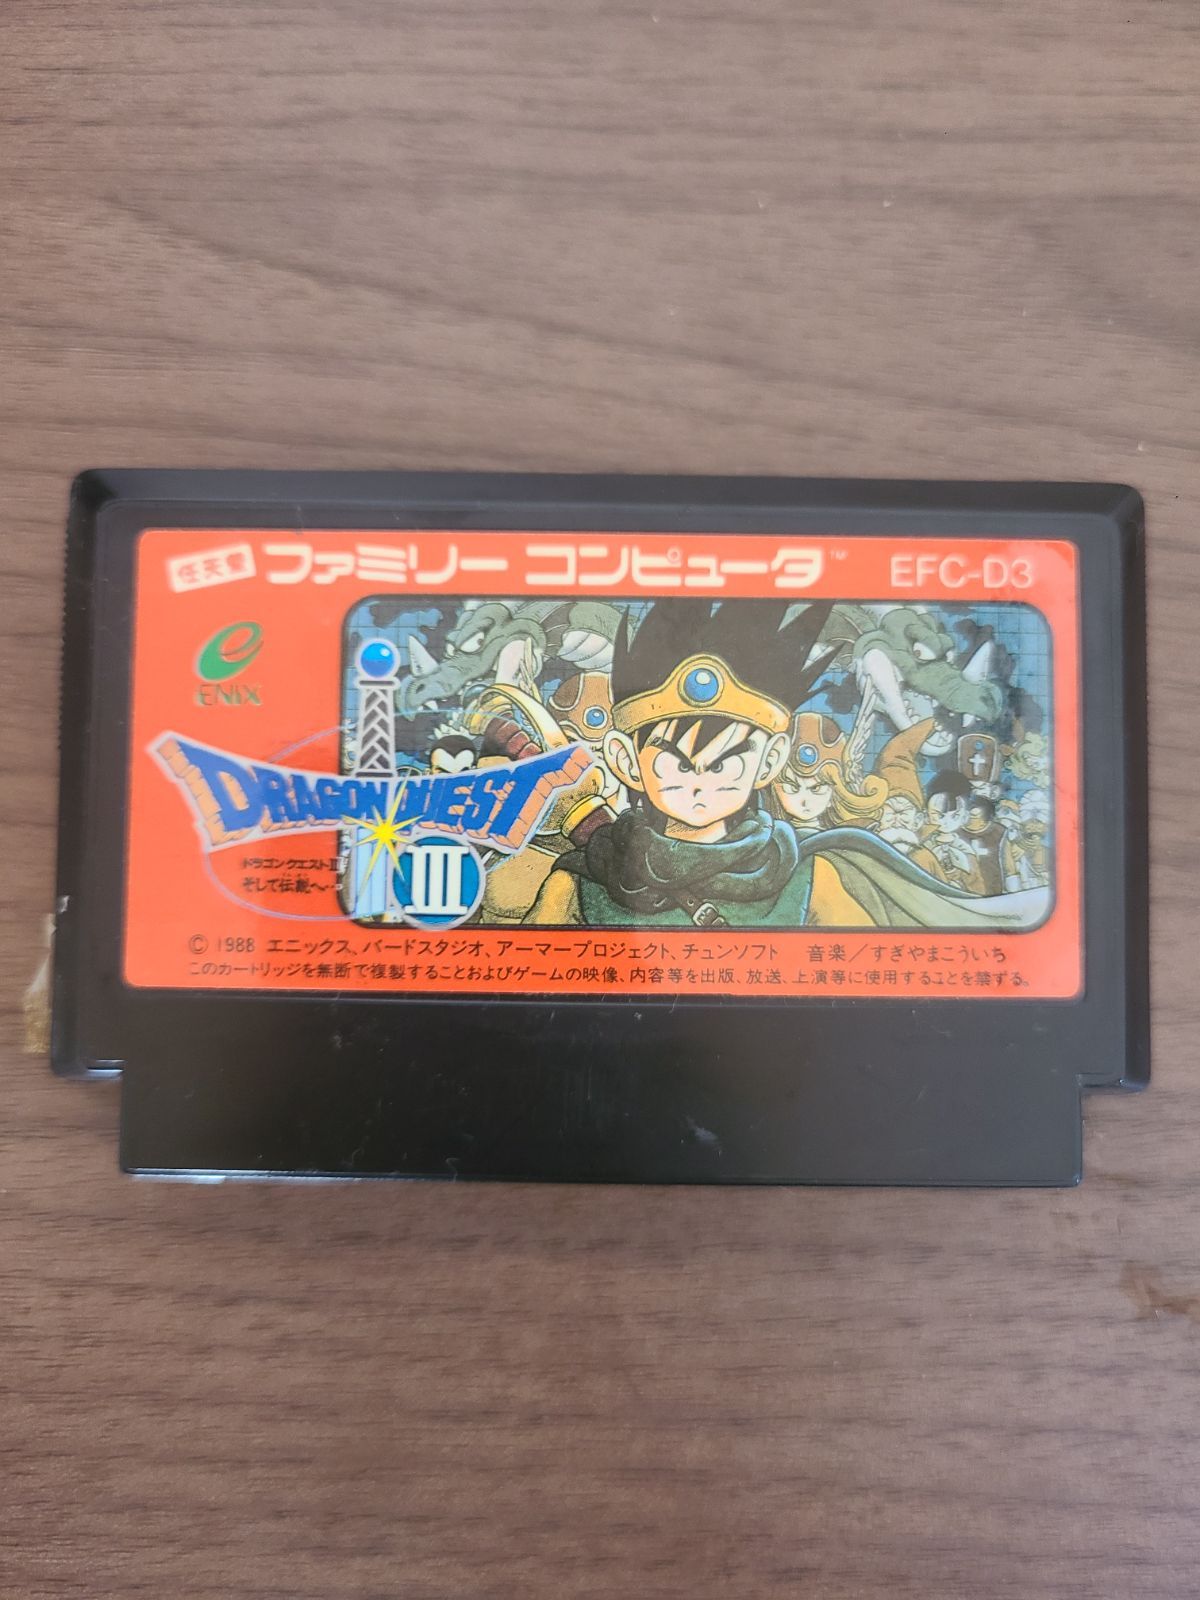 任天堂 ファミリー コンピュータ™ EFC-D3
ENIX
DRAGON QUEST
III
ドラゴンクエストIII
そして伝説へ…
© 1988 エニックス、バードスタジオ、アーマープロジェクト、チュンソフト 音楽／すぎやまこういち
このカートリッジを無断で複製することおよびゲームの映像、内容等を出版、放送、上演等に使用することを禁ずる。